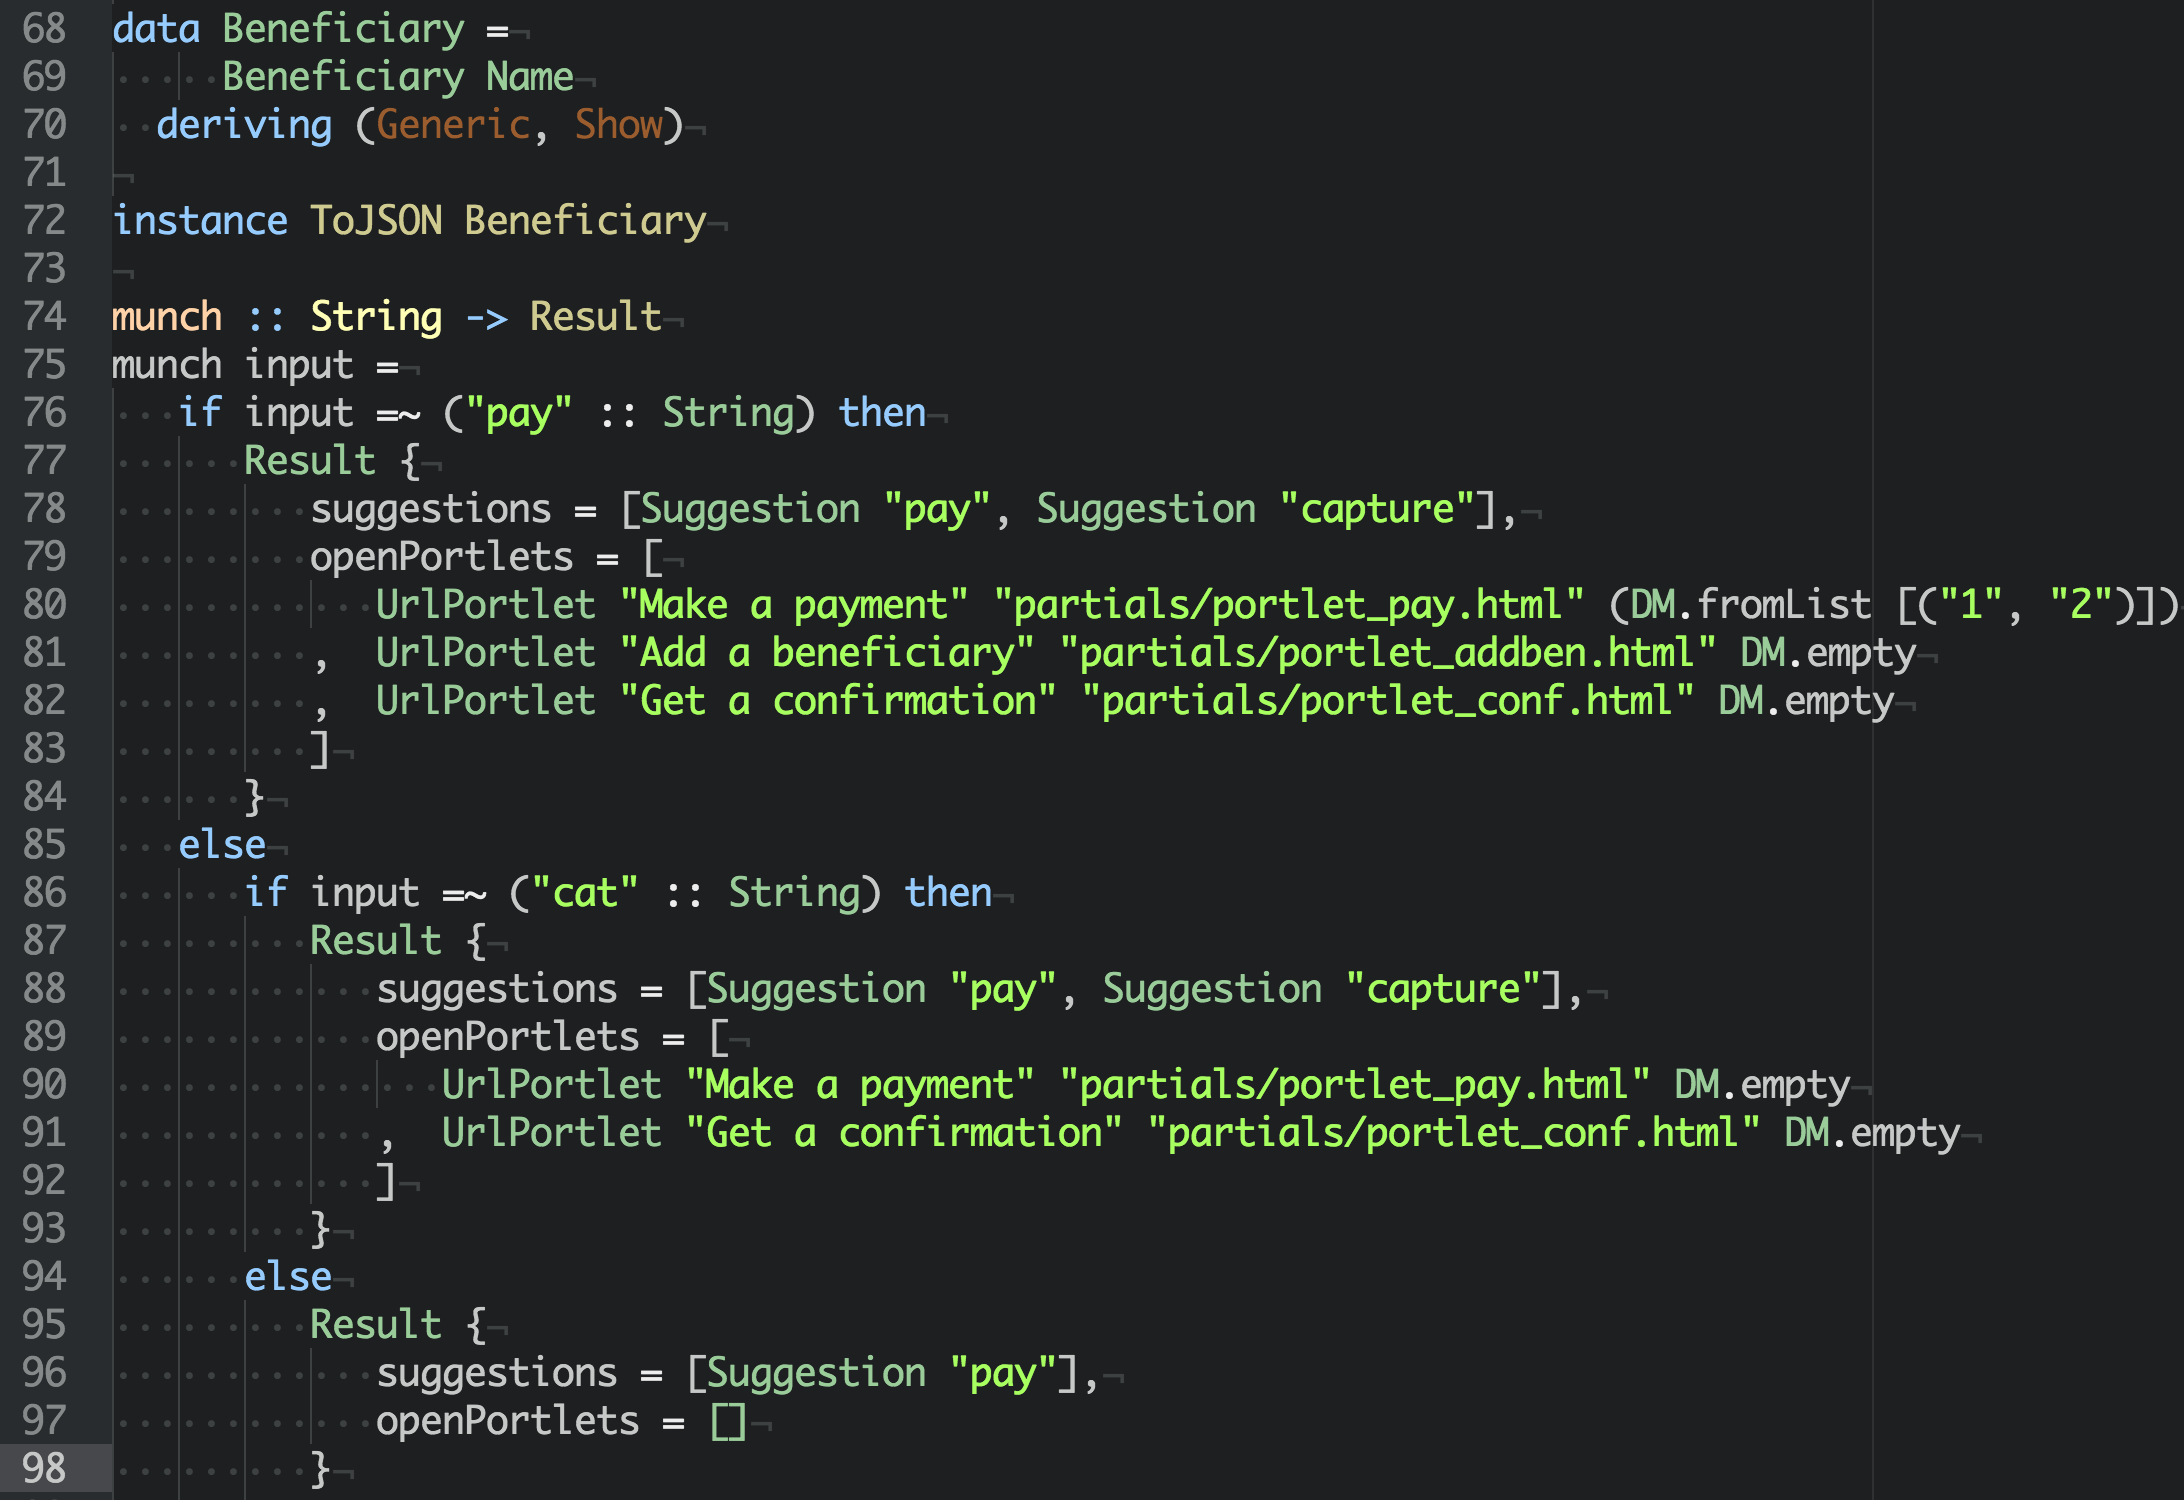 68 data Beneficiary =
69      Beneficiary Name
70   deriving (Generic, Show)
71
72 instance ToJSON Beneficiary
73
74 munch :: String -> Result
75 munch input =
76    if input =~ ("pay" :: String) then
77       Result {
78          suggestions = [Suggestion "pay", Suggestion "capture"],
79          openPortlets = [
80             UrlPortlet "Make a payment" "partials/portlet_pay.html" (DM.fromList [("1", "2")])
81          ,  UrlPortlet "Add a beneficiary" "partials/portlet_addben.html" DM.empty
82          ,  UrlPortlet "Get a confirmation" "partials/portlet_conf.html" DM.empty
83          ]
84       }
85    else
86       if input =~ ("cat" :: String) then
87          Result {
88             suggestions = [Suggestion "pay", Suggestion "capture"],
89             openPortlets = [
90                UrlPortlet "Make a payment" "partials/portlet_pay.html" DM.empty
91             ,  UrlPortlet "Get a confirmation" "partials/portlet_conf.html" DM.empty
92             ]
93          }
94       else
95          Result {
96             suggestions = [Suggestion "pay"],
97             openPortlets = []
98          }